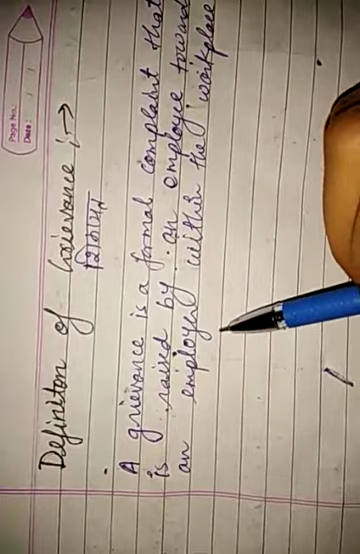 Page No.
Date:
Definiton of Grievance :→
शिकायत
A grievance is a formal complaint that
is raised by an employee toward
an employer within the workplace